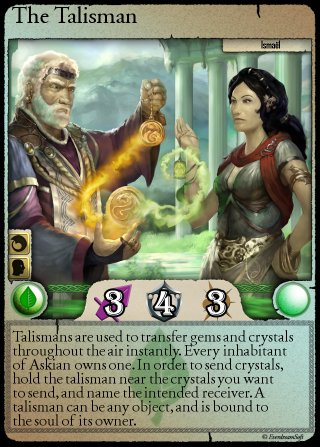 The Talisman
Ismaël
3 4 3
Talismans are used to transfer gems and crystals
throughout the air instantly. Every inhabitant
of Askian owns one. In order to send crystals,
hold the talisman near the crystals you want
to send, and name the intended receiver. A
talisman can be any object, and is bound to
the soul of its owner.
© EverdreamSoft